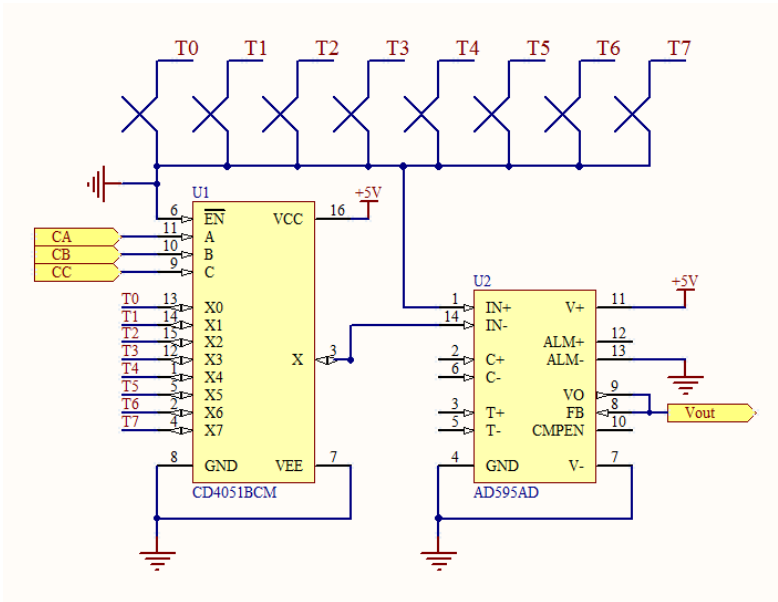 T0 T1 T2 T3 T4 T5 T6 T7
U1
+5V
6 EN VCC 16
CA 11 A
CB 10 B
CC 9 C
T0 13 X0
T1 14 X1
T2 15 X2
T3 12 X3 X 3
T4 1 X4
T5 5 X5
T6 2 X6
T7 4 X7
8 GND VEE 7
CD4051BCM
U2
+5V
1 IN+ V+ 11
14 IN-
ALM+ 12
2 C+ ALM- 13
6 C-
VO 9
3 T+ FB 8 Vout
5 T- CMPEN 10
4 GND V- 7
AD595AD